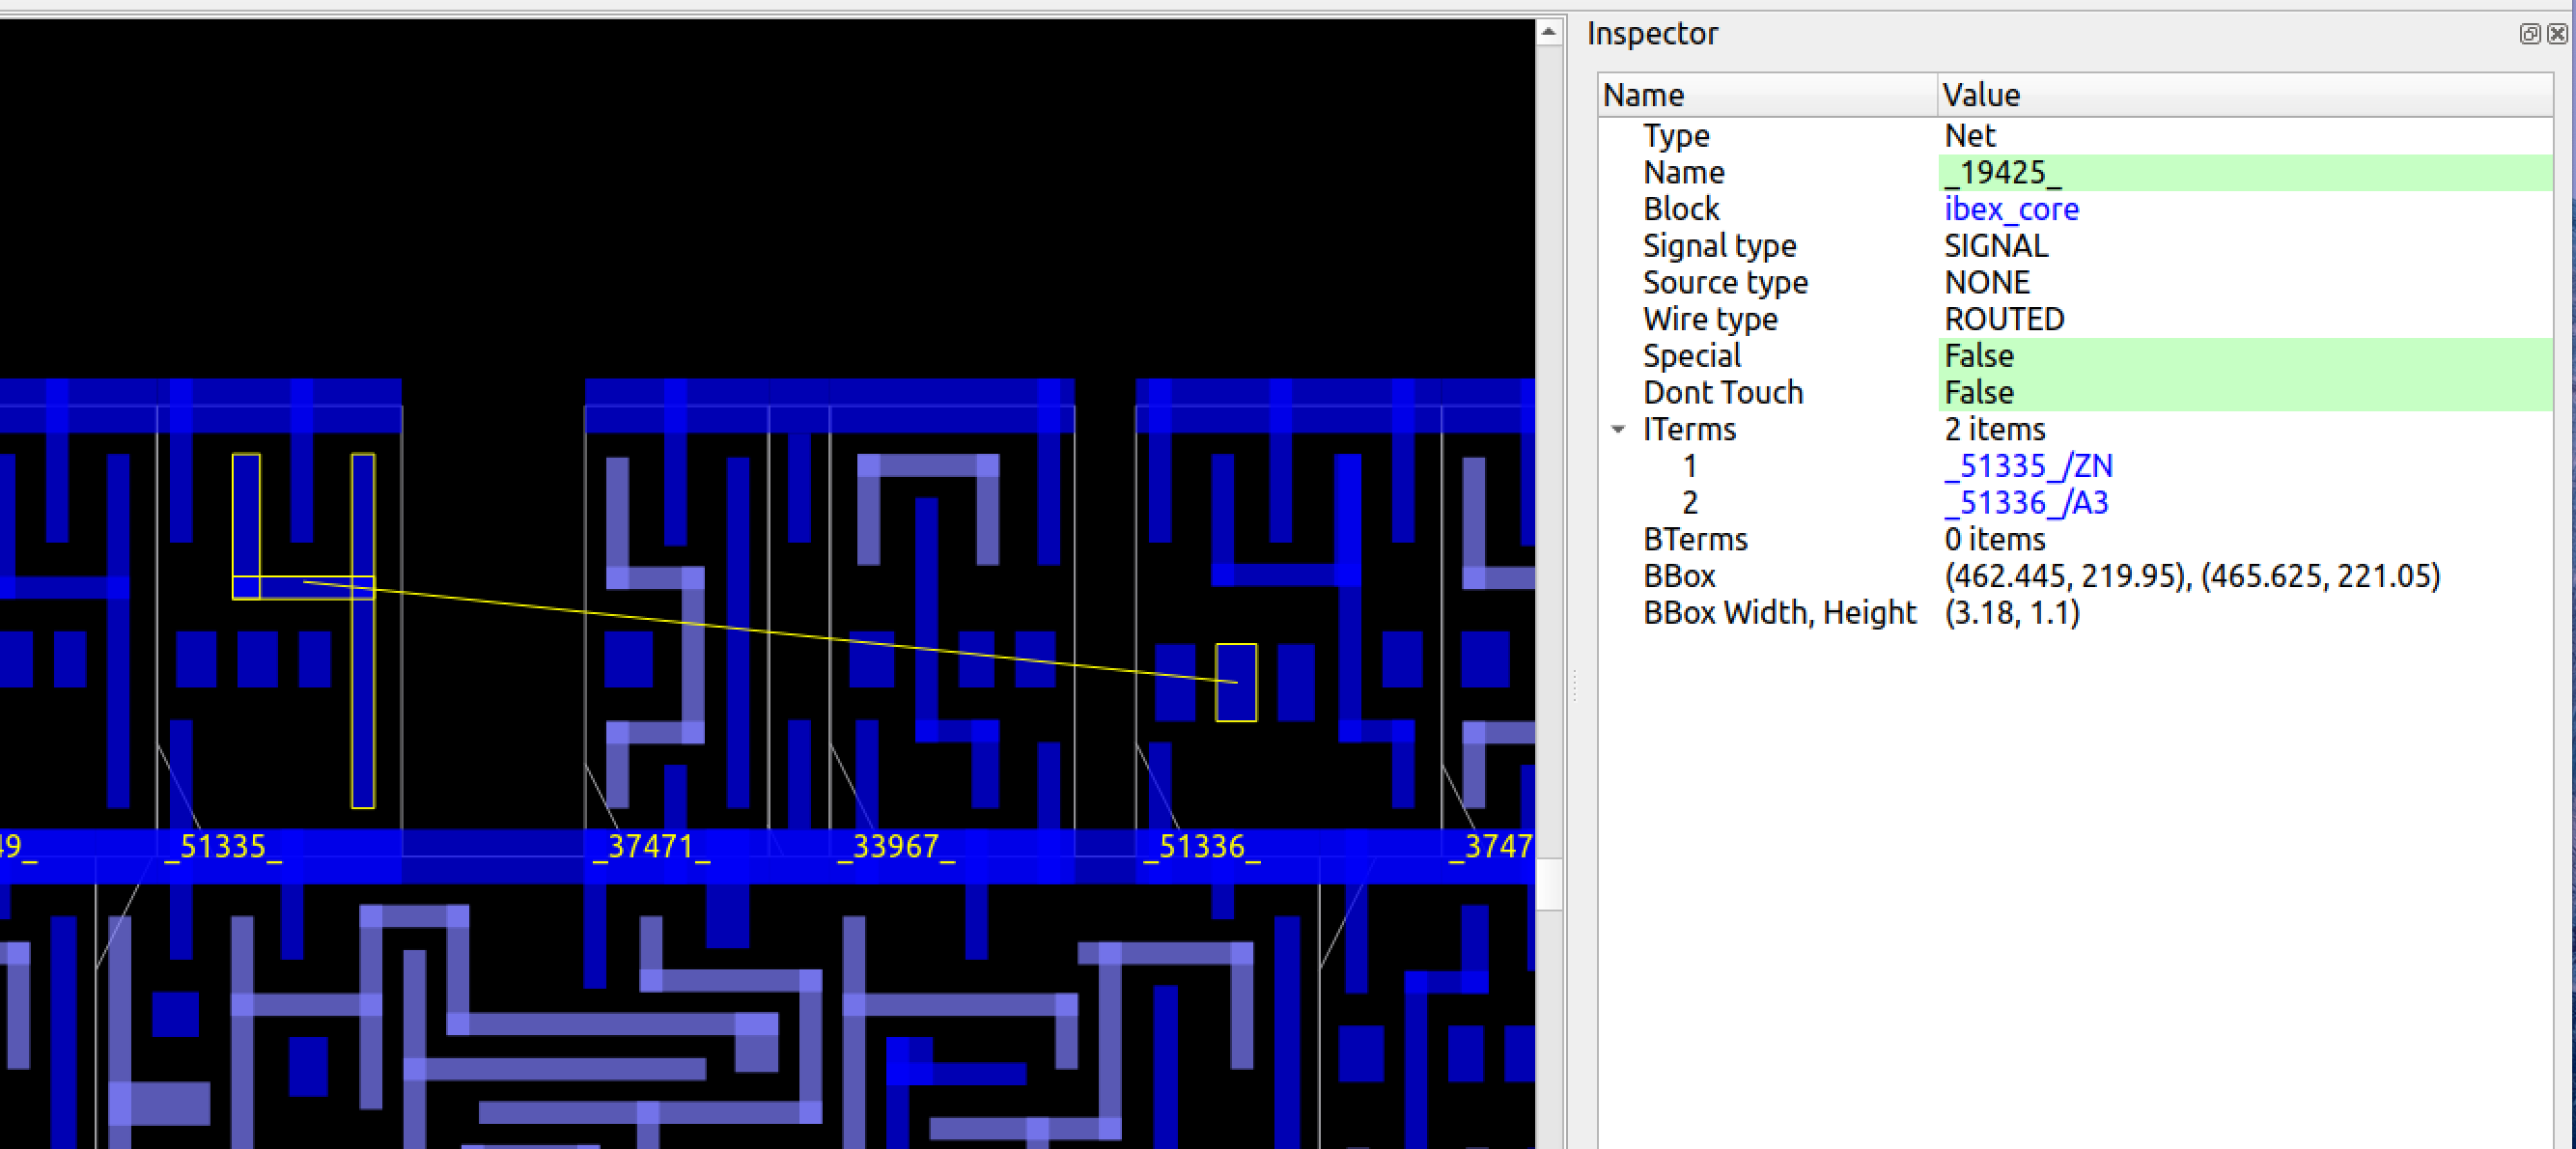 Inspector
Name Value
Type Net
Name _19425_
Block ibex_core
Signal type SIGNAL
Source type NONE
Wire type ROUTED
Special False
Dont Touch False
ITerms 2 items
1 _51335_/ZN
2 _51336_/A3
BTerms 0 items
BBox (462.445, 219.95), (465.625, 221.05)
BBox Width, Height (3.18, 1.1)
49_ _51335_ _37471_ _33967_ _51336_ _3747